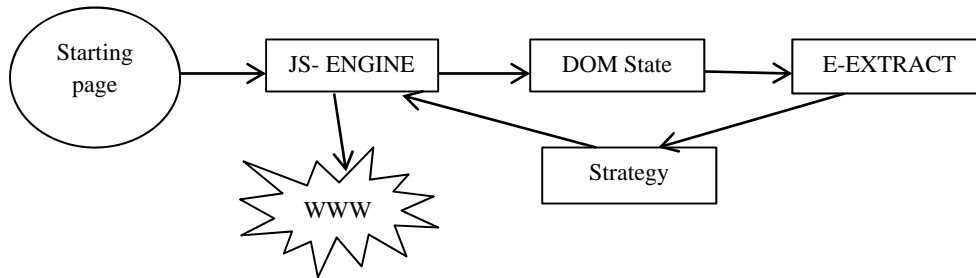 Starting
page
JS- ENGINE
DOM State
E-EXTRACT
Strategy
WWW